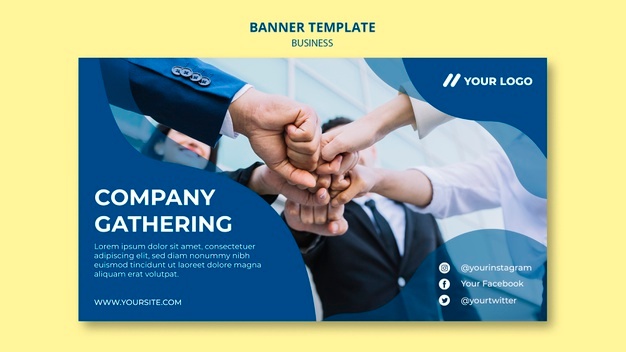 BANNER TEMPLATE
BUSINESS
YOUR LOGO
COMPANY
GATHERING
Lorem ipsum dolor sit amet, consectetuer
adipiscing elit, sed diam nonummy nibh
euismod tincidunt ut laoreet dolore magna
aliquam erat volutpat.
WWW.YOURSITE.COM
@yourinstagram
Your Facebook
@yourtwitter